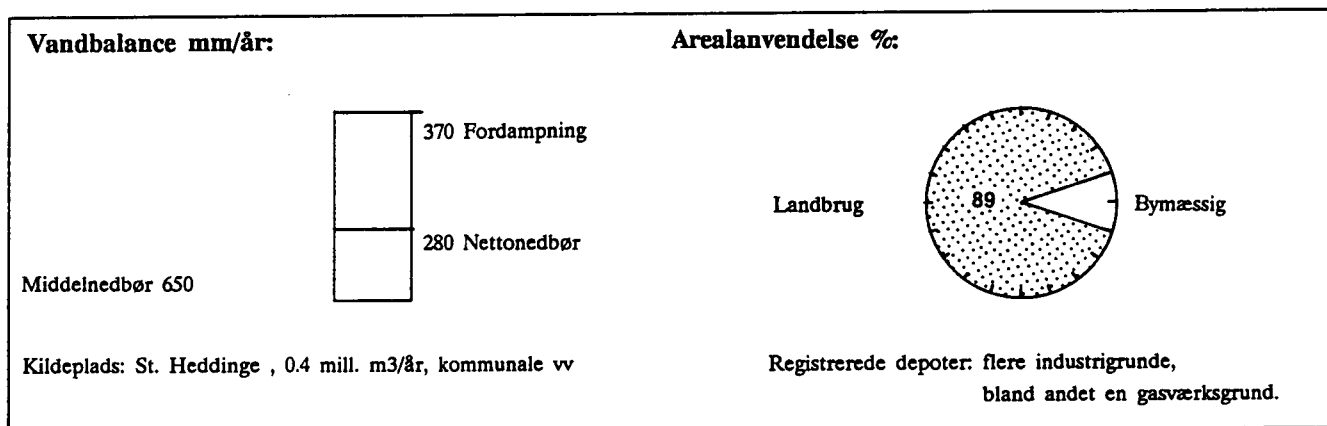 Vandbalance mm/år:
370 Fordampning
280 Nettonedbør
Middelnedbør 650
Kildeplads: St. Heddinge , 0.4 mill. m3/år, kommunale vv
Arealanvendelse %:
Landbrug
89
Bymæssig
Registrerede depoter: flere industrigrunde,
bland andet en gasværksgrund.